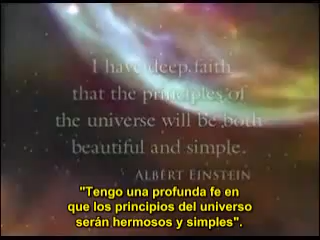 I have deep faith
that the principles of
the universe will be both
beautiful and simple.
ALBERT EINSTEIN
"Tengo una profunda fe en
que los principios del universo
serán hermosos y simples".